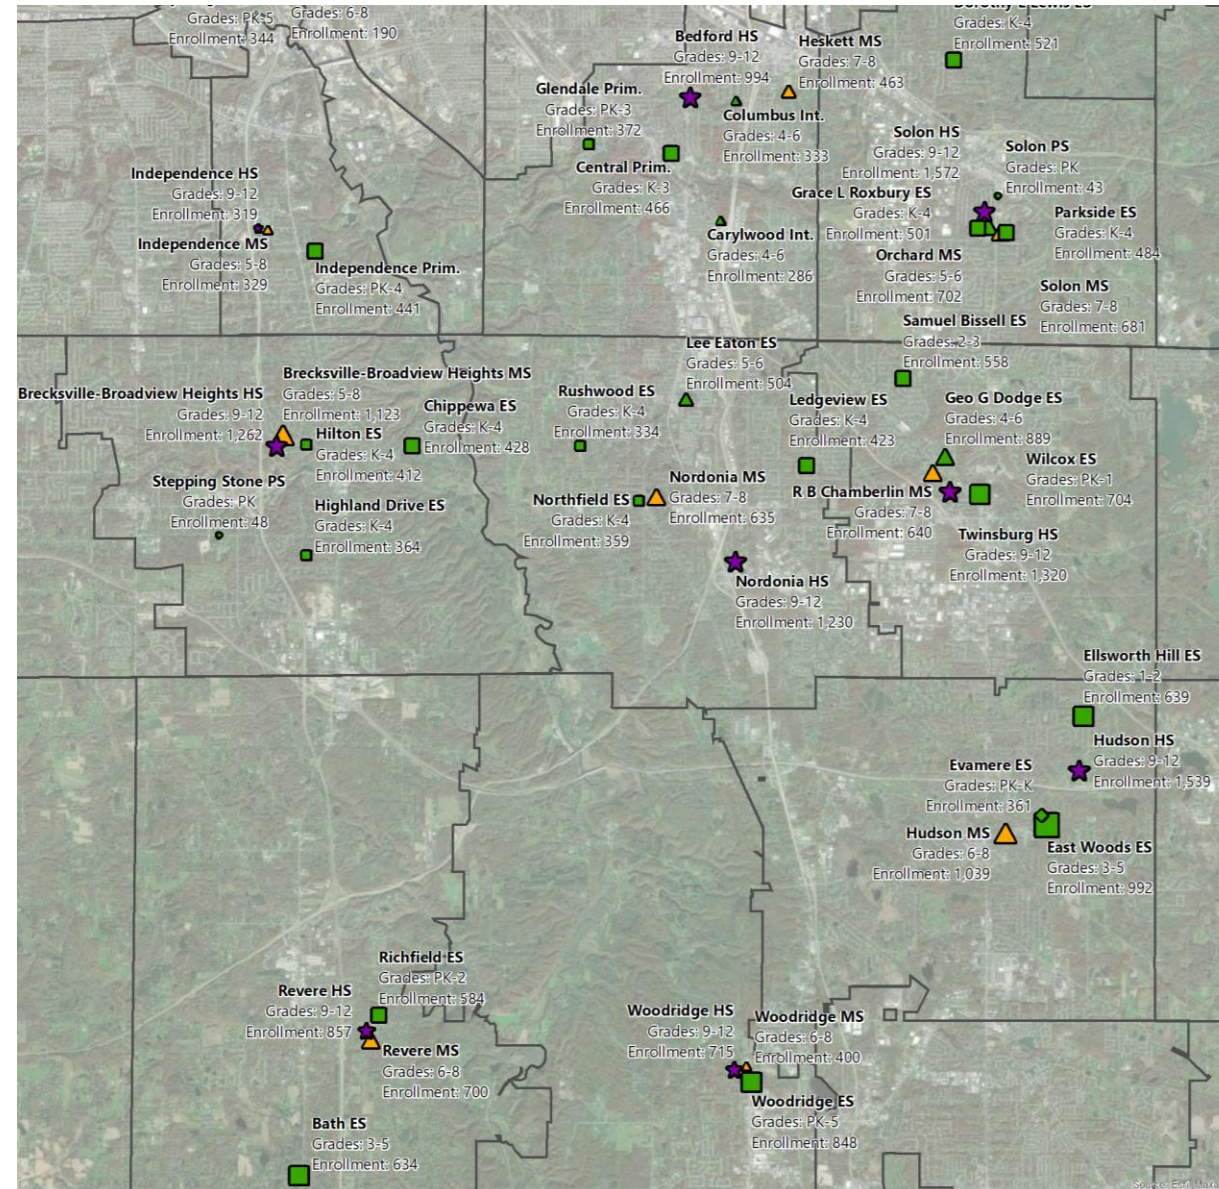 Grades: PK-5
Enrollment: 344
Grades: 6-8
Enrollment: 190
Bedford HS
Grades: 9-12
Enrollment: 994
Heskett MS
Grades: 7-8
Enrollment: 463
Dorothy E Lewis ES
Grades: K-4
Enrollment: 521
Glendale Prim.
Grades: PK-3
Enrollment: 372
Columbus Int.
Grades: 4-6
Enrollment: 333
Central Prim.
Grades: K-3
Enrollment: 466
Solon HS
Grades: 9-12
Enrollment: 1,572
Solon PS
Grades: PK
Enrollment: 43
Independence HS
Grades: 9-12
Enrollment: 319
Grace L Roxbury ES
Grades: K-4
Enrollment: 501
Parkside ES
Grades: K-4
Enrollment: 484
Independence MS
Grades: 5-8
Enrollment: 329
Independence Prim.
Grades: PK-4
Enrollment: 441
Carylwood Int.
Grades: 4-6
Enrollment: 286
Orchard MS
Grades: 5-6
Enrollment: 702
Solon MS
Grades: 7-8
Enrollment: 681
Samuel Bissell ES
Grades: 2-3
Enrollment: 558
Lee Eaton ES
Grades: 5-6
Enrollment: 504
Brecksville-Broadview Heights MS
Grades: 5-8
Enrollment: 1,123
Brecksville-Broadview Heights HS
Grades: 9-12
Enrollment: 1,262
Chippewa ES
Grades: K-4
Enrollment: 428
Rushwood ES
Grades: K-4
Enrollment: 334
Ledgeview ES
Grades: K-4
Enrollment: 423
Geo G Dodge ES
Grades: 4-6
Enrollment: 889
Hilton ES
Grades: K-4
Enrollment: 412
Wilcox ES
Grades: PK-1
Enrollment: 704
Stepping Stone PS
Grades: PK
Enrollment: 48
Nordonia MS
Grades: 7-8
Enrollment: 635
Northfield ES
Grades: K-4
Enrollment: 359
R B Chamberlin MS
Grades: 7-8
Enrollment: 640
Highland Drive ES
Grades: K-4
Enrollment: 364
Twinsburg HS
Grades: 9-12
Enrollment: 1,320
Nordonia HS
Grades: 9-12
Enrollment: 1,230
Ellsworth Hill ES
Grades: 1-2
Enrollment: 639
Hudson HS
Grades: 9-12
Enrollment: 1,539
Evamere ES
Grades: PK-K
Enrollment: 361
Hudson MS
Grades: 6-8
Enrollment: 1,039
East Woods ES
Grades: 3-5
Enrollment: 992
Richfield ES
Grades: PK-2
Enrollment: 584
Revere HS
Grades: 9-12
Enrollment: 857
Revere MS
Grades: 6-8
Enrollment: 700
Woodridge HS
Grades: 9-12
Enrollment: 715
Woodridge MS
Grades: 6-8
Enrollment: 400
Woodridge ES
Grades: PK-5
Enrollment: 848
Bath ES
Grades: 3-5
Enrollment: 634
Source: Esri, Maxar